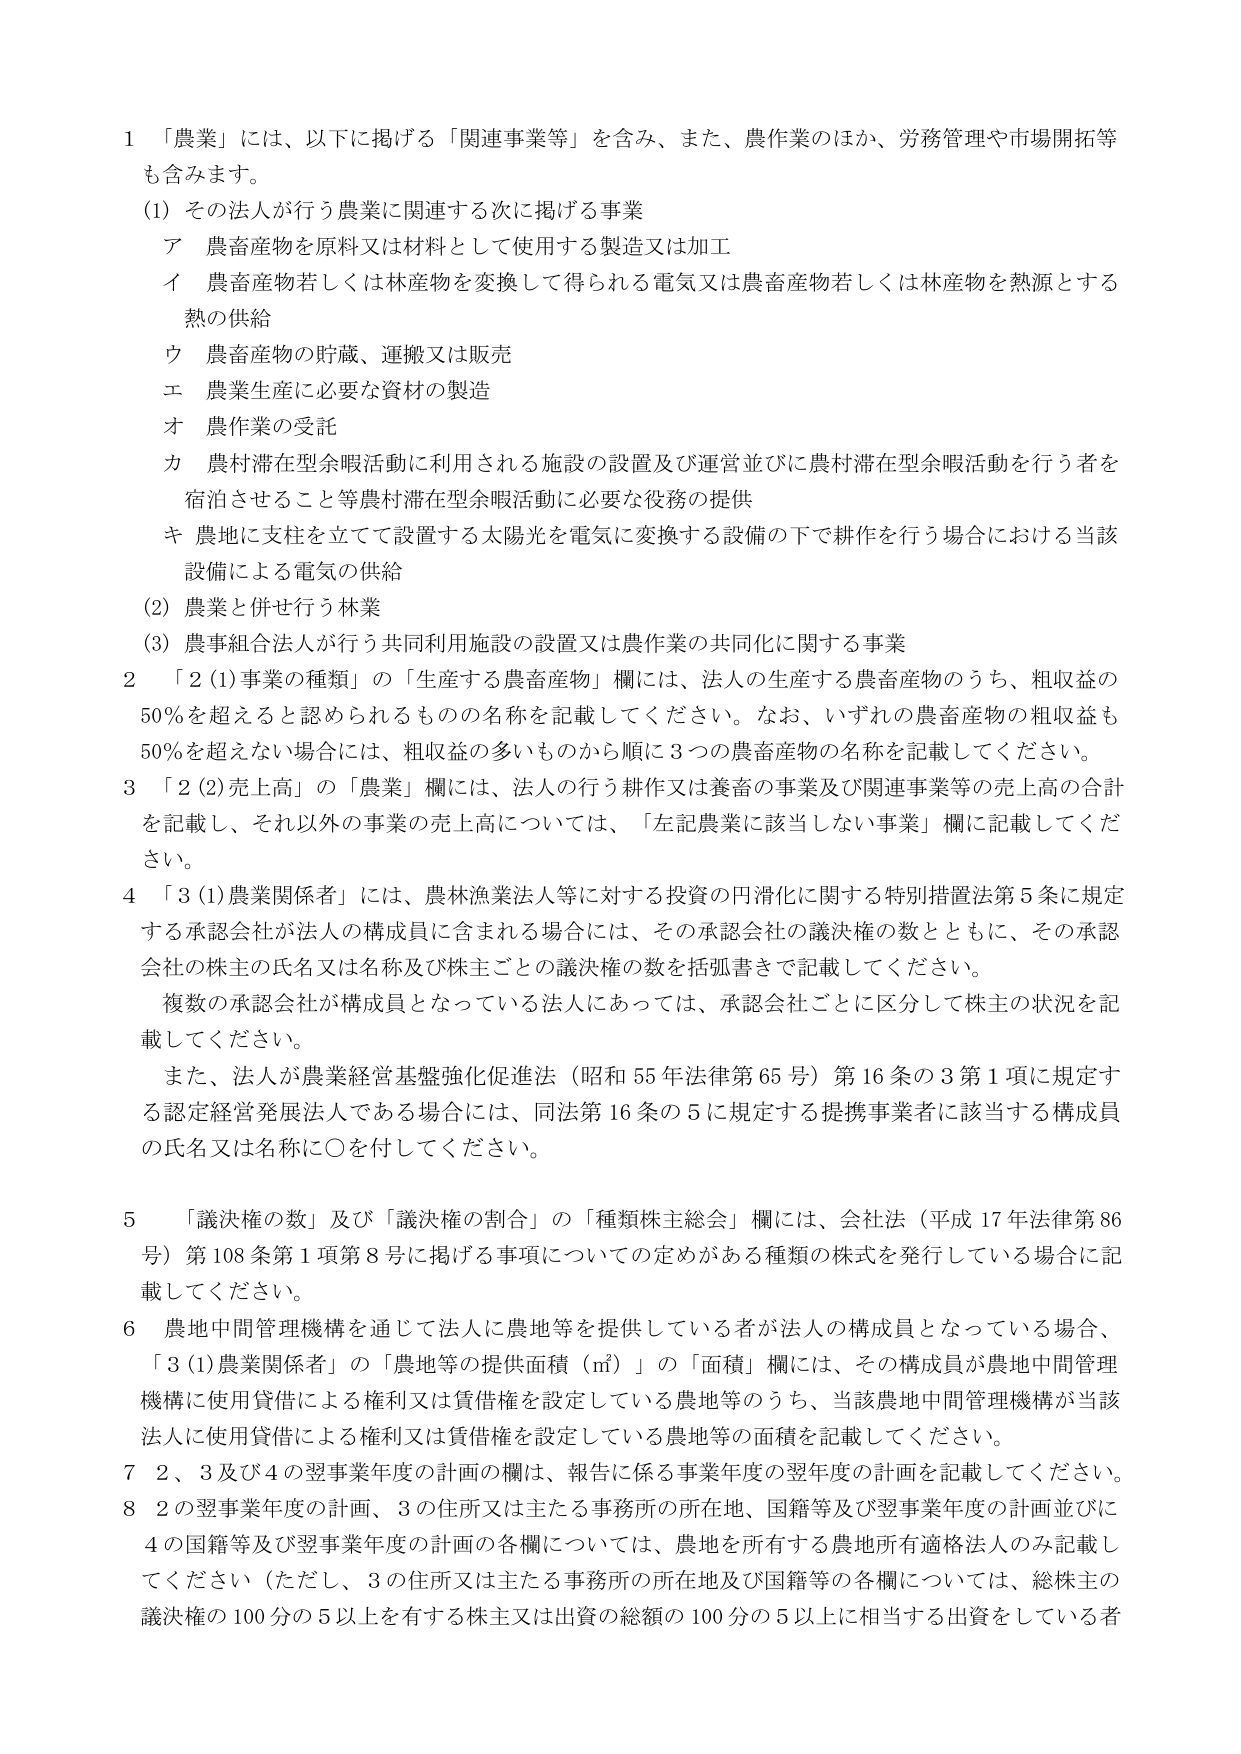 1　「農業」には、以下に掲げる「関連事業等」を含み、また、農作業のほか、労務管理や市場開拓等
も含みます。
(1) その法人が行う農業に関連する次に掲げる事業
ア　農畜産物を原料又は材料として使用する製造又は加工
イ　農畜産物若しくは林産物を変換して得られる電気又は農畜産物若しくは林産物を熱源とする
熱の供給
ウ　農畜産物の貯蔵、運搬又は販売
エ　農業生産に必要な資材の製造
オ　農作業の受託
カ　農村滞在型余暇活動に利用される施設の設置及び運営並びに農村滞在型余暇活動を行う者を
宿泊させること等農村滞在型余暇活動に必要な役務の提供
キ 農地に支柱を立てて設置する太陽光を電気に変換する設備の下で耕作を行う場合における当該
設備による電気の供給
(2) 農業と併せ行う林業
(3) 農事組合法人が行う共同利用施設の設置又は農作業の共同化に関する事業
2　「2(1)事業の種類」の「生産する農畜産物」欄には、法人の生産する農畜産物のうち、粗収益の
50％を超えると認められるものの名称を記載してください。なお、いずれの農畜産物の粗収益も
50％を超えない場合には、粗収益の多いものから順に3つの農畜産物の名称を記載してください。
3　「2(2)売上高」の「農業」欄には、法人の行う耕作又は養畜の事業及び関連事業等の売上高の合計
を記載し、それ以外の事業の売上高については、「左記農業に該当しない事業」欄に記載してくだ
さい。
4　「3(1)農業関係者」には、農林漁業法人等に対する投資の円滑化に関する特別措置法第5条に規定
する承認会社が法人の構成員に含まれる場合には、その承認会社の議決権の数とともに、その承認
会社の株主の氏名又は名称及び株主ごとの議決権の数を括弧書きで記載してください。
複数の承認会社が構成員となっている法人にあっては、承認会社ごとに区分して株主の状況を記
載してください。
また、法人が農業経営基盤強化促進法（昭和55年法律第65号）第16条の3第1項に規定す
る認定経営発展法人である場合には、同法第16条の5に規定する提携事業者に該当する構成員
の氏名又は名称に○を付してください。
5　「議決権の数」及び「議決権の割合」の「種類株主総会」欄には、会社法（平成17年法律第86
号）第108条第1項第8号に掲げる事項についての定めがある種類の株式を発行している場合に記
載してください。
6　農地中間管理機構を通じて法人に農地等を提供している者が法人の構成員となっている場合、
「3(1)農業関係者」の「農地等の提供面積（㎡）」の「面積」欄には、その構成員が農地中間管理
機構に使用貸借による権利又は賃借権を設定している農地等のうち、当該農地中間管理機構が当該
法人に使用貸借による権利又は賃借権を設定している農地等の面積を記載してください。
7　2、3及び4の翌事業年度の計画の欄は、報告に係る事業年度の翌年度の計画を記載してください。
8　2の翌事業年度の計画、3の住所又は主たる事務所の所在地、国籍等及び翌事業年度の計画並びに
4の国籍等及び翌事業年度の計画の各欄については、農地を所有する農地所有適格法人のみ記載し
てください（ただし、3の住所又は主たる事務所の所在地及び国籍等の各欄については、総株主の
議決権の100分の5以上を有する株主又は出資の総額の100分の5以上に相当する出資をしている者